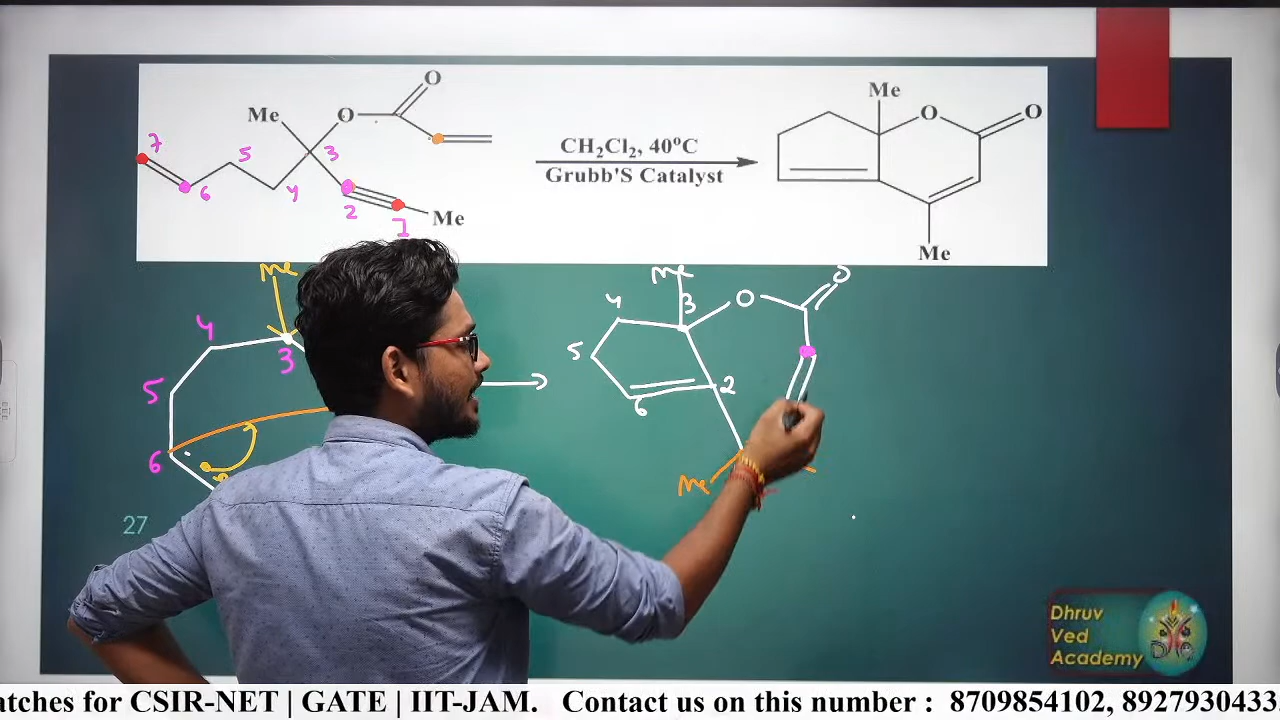 O
Me
O
O
Me
O
7
5
3
CH₂Cl₂, 40⁰C
Grubb'S Catalyst
6
4
2
1
Me
Me
Me
Me
O
O
4
3
4
3
5
5
2
6
6
Me
27
Dhruv
Ved
Academy
atches for CSIR-NET | GATE | IIT-JAM. Contact us on this number : 8709854102, 8927930433